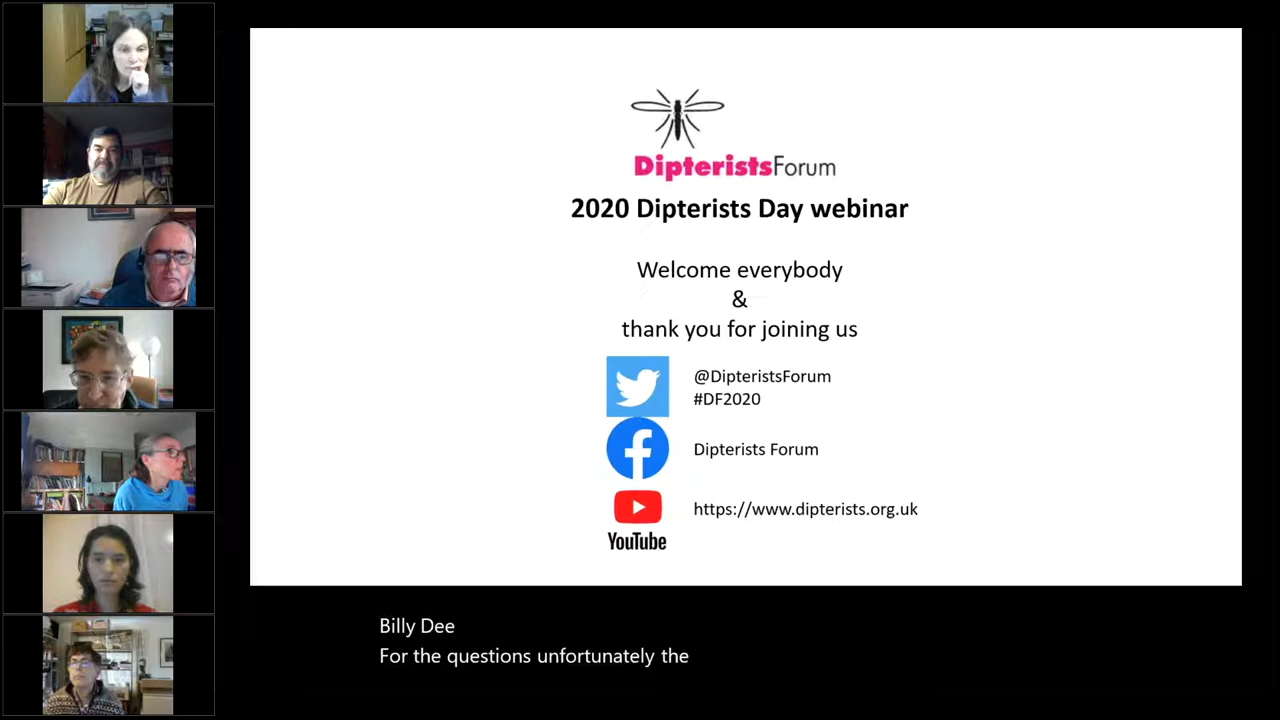 DipteristsForum
2020 Dipterists Day webinar
Welcome everybody
&
thank you for joining us
@DipteristsForum
#DF2020
Dipterists Forum
https://www.dipterists.org.uk
YouTube
Billy Dee
For the questions unfortunately the